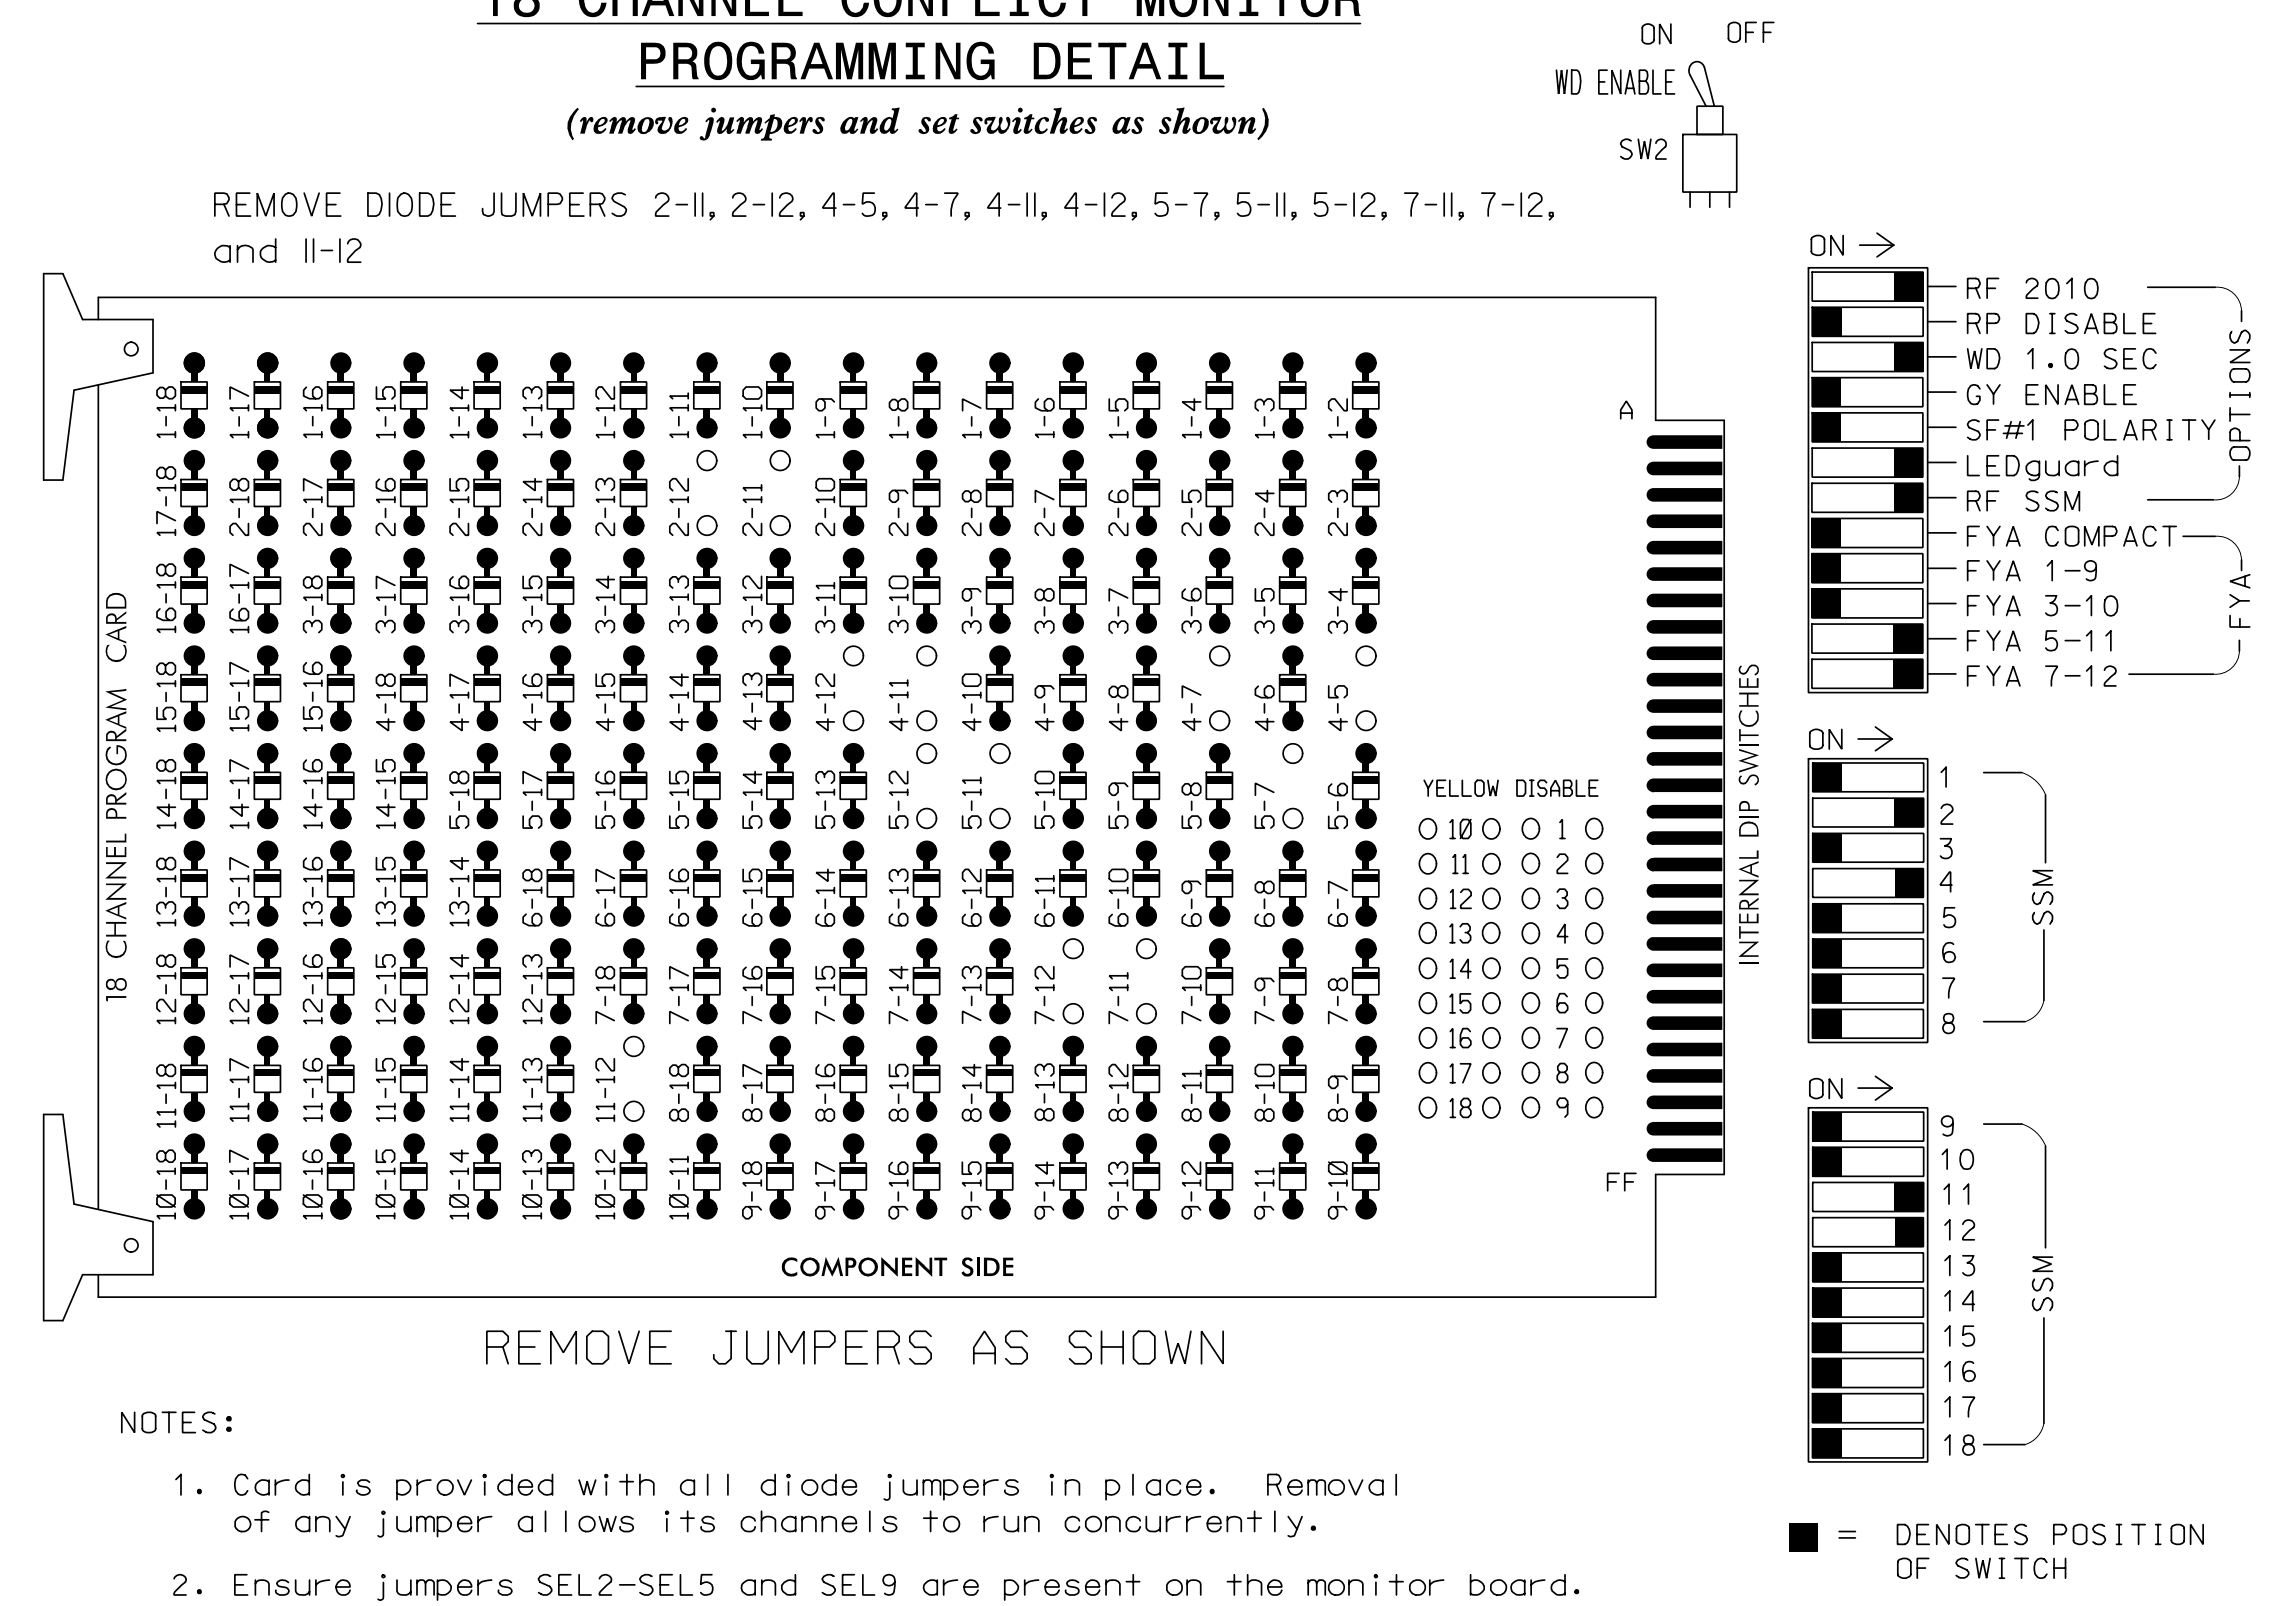 18 CHANNEL CONFLICT MONITOR
PROGRAMMING DETAIL
(remove jumpers and set switches as shown)
ON OFF
WD ENABLE
SW2
REMOVE DIODE JUMPERS 2-11, 2-12, 4-5, 4-7, 4-11, 4-12, 5-7, 5-11, 5-12, 7-11, 7-12,
and 11-12
18 CHANNEL PROGRAM CARD
1-18 1-17 1-16 1-15 1-14 1-13 1-12 1-11 1-10 1-9 1-8 1-7 1-6 1-5 1-4 1-3 1-2
17-18 2-18 2-17 2-16 2-15 2-14 2-13 2-12 2-11 2-10 2-9 2-8 2-7 2-6 2-5 2-4 2-3
16-18 16-17 3-18 3-17 3-16 3-15 3-14 3-13 3-12 3-11 3-10 3-9 3-8 3-7 3-6 3-5 3-4
15-18 15-17 15-16 4-18 4-17 4-16 4-15 4-14 4-13 4-12 4-11 4-10 4-9 4-8 4-7 4-6 4-5
14-18 14-17 14-16 14-15 5-18 5-17 5-16 5-15 5-14 5-13 5-12 5-11 5-10 5-9 5-8 5-7 5-6
13-18 13-17 13-16 13-15 13-14 6-18 6-17 6-16 6-15 6-14 6-13 6-12 6-11 6-10 6-9 6-8 6-7
12-18 12-17 12-16 12-15 12-14 12-13 7-18 7-17 7-16 7-15 7-14 7-13 7-12 7-11 7-10 7-9 7-8
11-18 11-17 11-16 11-15 11-14 11-13 11-12 8-18 8-17 8-16 8-15 8-14 8-13 8-12 8-11 8-10 8-9
10-18 10-17 10-16 10-15 10-14 10-13 10-12 10-11 9-18 9-17 9-16 9-15 9-14 9-13 9-12 9-11 9-10
A
YELLOW DISABLE
10 1
11 2
12 3
13 4
14 5
15 6
16 7
17 8
18 9
FF
COMPONENT SIDE
INTERNAL DIP SWITCHES
ON
RF 2010
RP DISABLE
WD 1.0 SEC
GY ENABLE
SF#1 POLARITY
LEDguard
RF SSM
OPTIONS
FYA COMPACT
FYA 1-9
FYA 3-10
FYA 5-11
FYA 7-12
FYA
ON
1
2
3
4
5
6
7
8
SSM
ON
9
10
11
12
13
14
15
16
17
18
SSM
REMOVE JUMPERS AS SHOWN
NOTES:
1. Card is provided with all diode jumpers in place. Removal
of any jumper allows its channels to run concurrently.
2. Ensure jumpers SEL2-SEL5 and SEL9 are present on the monitor board.
= DENOTES POSITION
OF SWITCH